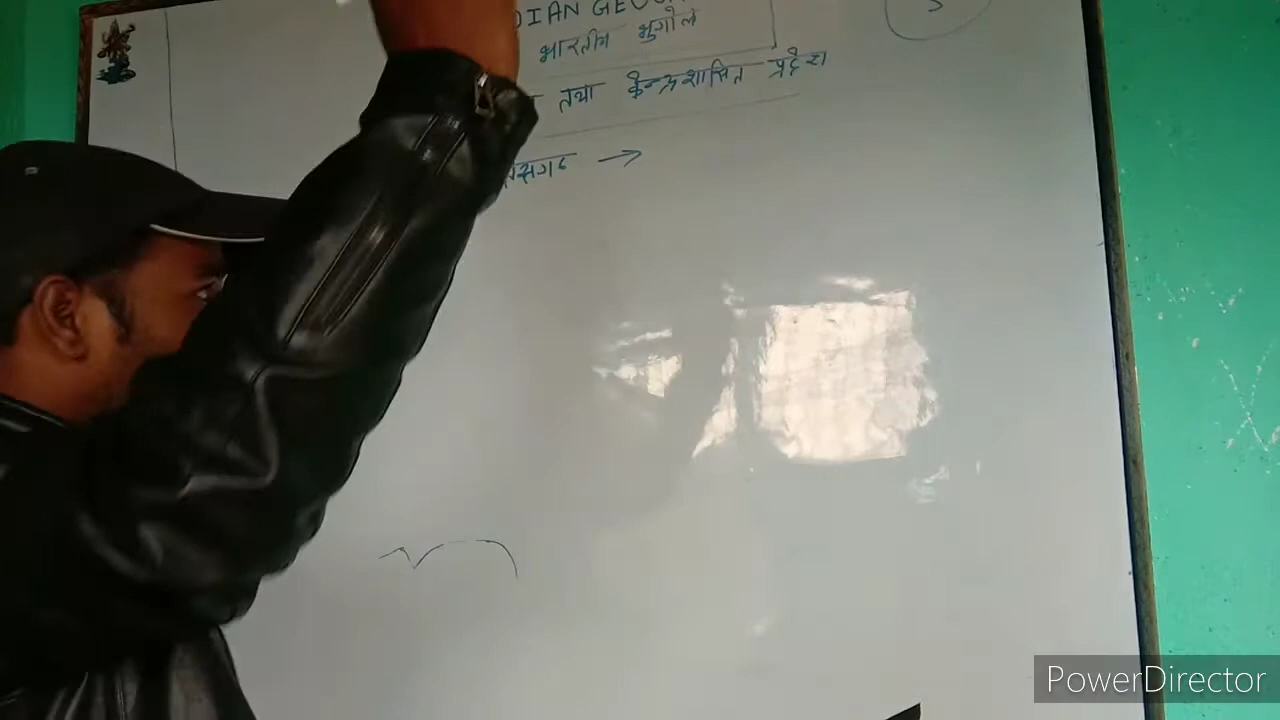 DIAN GEO
भारतीय भुगोल
तथा केन्द्रशासित प्रदेश
सगढ →
PowerDirector